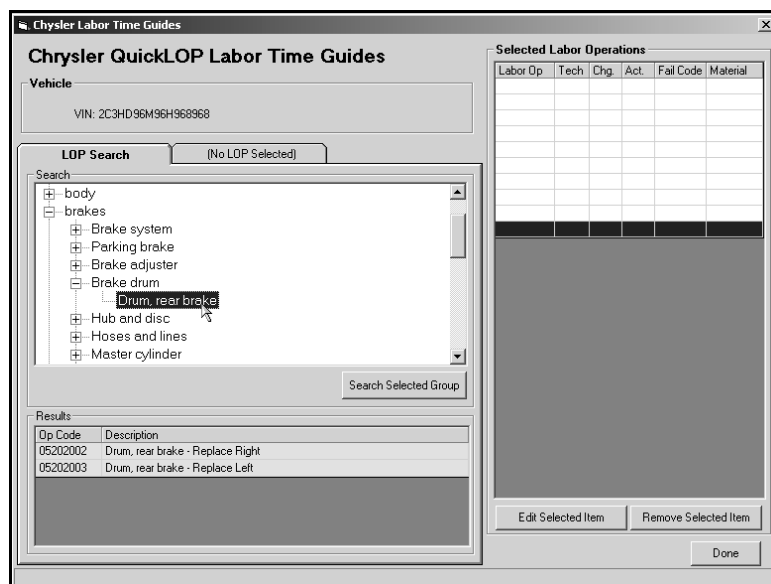 Chysler Labor Time Guides
Chrysler QuickLOP Labor Time Guides
Vehicle
VIN: 2C3HD96M96H968968
LOP Search
(No LOP Selected)
Search
body
brakes
Brake system
Parking brake
Brake adjuster
Brake drum
Drum, rear brake
Hub and disc
Hoses and lines
Master cylinder
Search Selected Group
Results
Op Code Description
05202002 Drum, rear brake - Replace Right
05202003 Drum, rear brake - Replace Left
Selected Labor Operations
Labor Op Tech Chg. Act. Fail Code Material
Edit Selected Item
Remove Selected Item
Done